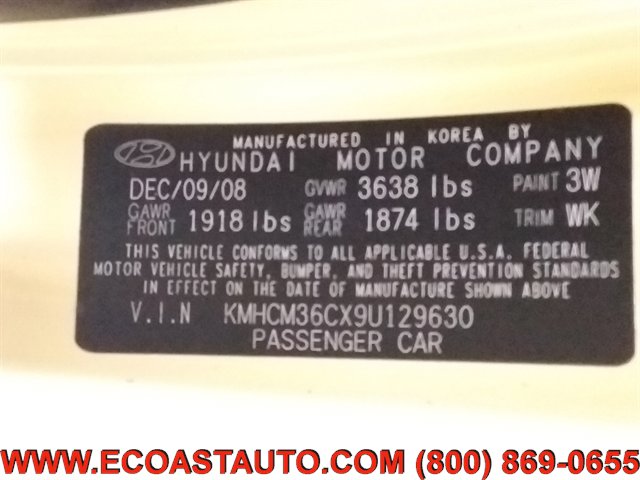 MANUFACTURED IN KOREA BY
HYUNDAI MOTOR COMPANY
DEC/09/08 GVWR 3638 lbs PAINT 3W
GAWR FRONT 1918 lbs GAWR REAR 1874 lbs TRIM WK
THIS VEHICLE CONFORMS TO ALL APPLICABLE U.S.A. FEDERAL
MOTOR VEHICLE SAFETY, BUMPER, AND THEFT PREVENTION STANDARDS
IN EFFECT ON THE DATE OF MANUFACTURE SHOWN ABOVE
V.I.N KMHCM36CX9U129630
PASSENGER CAR
WWW.ECOASTAUTO.COM (800) 869-0655